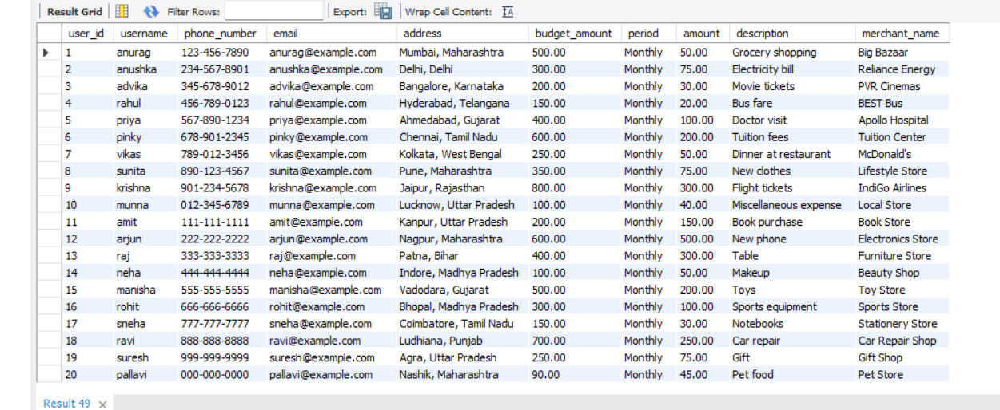 Result Grid Filter Rows: Export: Wrap Cell Content: IA
user_id username phone_number email address budget_amount period amount description merchant_name
1 anurag 123-456-7890 anurag@example.com Mumbai, Maharashtra 500.00 Monthly 50.00 Grocery shopping Big Bazaar
2 anushka 234-567-8901 anushka@example.com Delhi, Delhi 300.00 Monthly 75.00 Electricity bill Reliance Energy
3 advika 345-678-9012 advika@example.com Bangalore, Karnataka 200.00 Monthly 30.00 Movie tickets PVR Cinemas
4 rahul 456-789-0123 rahul@example.com Hyderabad, Telangana 150.00 Monthly 20.00 Bus fare BEST Bus
5 priya 567-890-1234 priya@example.com Ahmedabad, Gujarat 400.00 Monthly 100.00 Doctor visit Apollo Hospital
6 pinky 678-901-2345 pinky@example.com Chennai, Tamil Nadu 600.00 Monthly 200.00 Tuition fees Tuition Center
7 vikas 789-012-3456 vikas@example.com Kolkata, West Bengal 250.00 Monthly 50.00 Dinner at restaurant McDonald's
8 sunita 890-123-4567 sunita@example.com Pune, Maharashtra 350.00 Monthly 75.00 New clothes Lifestyle Store
9 krishna 901-234-5678 krishna@example.com Jaipur, Rajasthan 800.00 Monthly 300.00 Flight tickets IndiGo Airlines
10 munna 012-345-6789 munna@example.com Lucknow, Uttar Pradesh 100.00 Monthly 40.00 Miscellaneous expense Local Store
11 amit 111-111-1111 amit@example.com Kanpur, Uttar Pradesh 200.00 Monthly 150.00 Book purchase Book Store
12 arjun 222-222-2222 arjun@example.com Nagpur, Maharashtra 600.00 Monthly 500.00 New phone Electronics Store
13 raj 333-333-3333 raj@example.com Patna, Bihar 400.00 Monthly 300.00 Table Furniture Store
14 neha 444-444-4444 neha@example.com Indore, Madhya Pradesh 100.00 Monthly 50.00 Makeup Beauty Shop
15 manisha 555-555-5555 manisha@example.com Vadodara, Gujarat 500.00 Monthly 200.00 Toys Toy Store
16 rohit 666-666-6666 rohit@example.com Bhopal, Madhya Pradesh 300.00 Monthly 100.00 Sports equipment Sports Store
17 sneha 777-777-7777 sneha@example.com Coimbatore, Tamil Nadu 150.00 Monthly 30.00 Notebooks Stationery Store
18 ravi 888-888-8888 ravi@example.com Ludhiana, Punjab 700.00 Monthly 250.00 Car repair Car Repair Shop
19 suresh 999-999-9999 suresh@example.com Agra, Uttar Pradesh 250.00 Monthly 75.00 Gift Gift Shop
20 pallavi 000-000-0000 pallavi@example.com Nashik, Maharashtra 90.00 Monthly 45.00 Pet food Pet Store
Result 49 ×